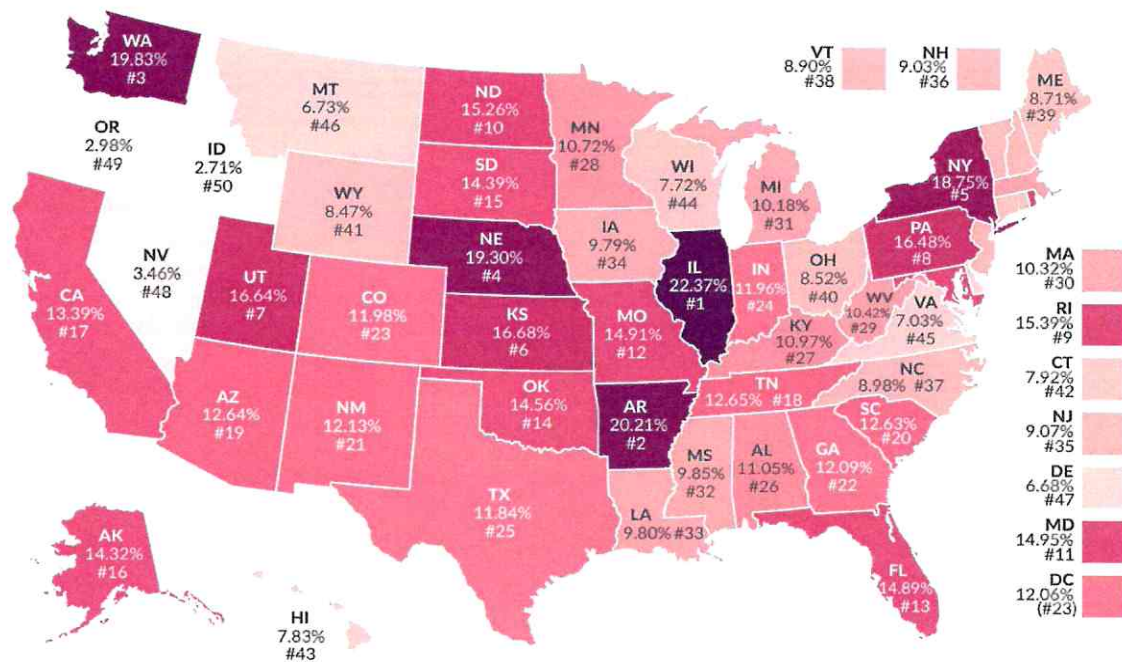 WA
19.83%
#3
MT
6.73%
#46
ND
15.26%
#10
MN
10.72%
#28
VT
8.90%
#38
NH
9.03%
#36
ME
8.71%
#39
OR
2.98%
#49
ID
2.71%
#50
WY
8.47%
#41
SD
14.39%
#15
WI
7.72%
#44
MI
10.18%
#31
NY
18.75%
#5
NV
3.46%
#48
UT
16.64%
#7
NE
19.30%
#4
IA
9.79%
#34
IL
22.37%
#1
IN
11.96%
#24
OH
8.52%
#40
PA
16.48%
#8
CA
13.39%
#17
CO
11.98%
#23
KS
16.68%
#6
MO
14.91%
#12
KY
10.97%
#27
WV
10.42%
#29
VA
7.03%
#45
AZ
12.64%
#19
NM
12.13%
#21
OK
14.56%
#14
AR
20.21%
#2
TN
12.65% #18
NC
8.98% #37
SC
12.63%
#20
TX
11.84%
#25
LA
9.80% #33
MS
9.85%
#32
AL
11.05%
#26
GA
12.09%
#22
FL
14.89%
#13
AK
14.32%
#16
HI
7.83%
#43
MA
10.32%
#30
RI
15.39%
#9
CT
7.92%
#42
NJ
9.07%
#35
DE
6.68%
#47
MD
14.95%
#11
DC
12.06%
(#23)